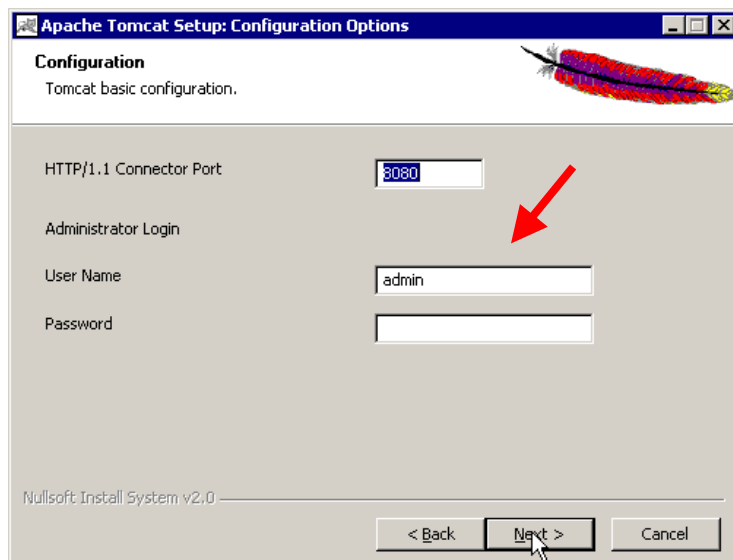 Apache Tomcat Setup: Configuration Options
Configuration
Tomcat basic configuration.
HTTP/1.1 Connector Port 8080
Administrator Login
User Name admin
Password
Nullsoft Install System v2.0
< Back Next > Cancel